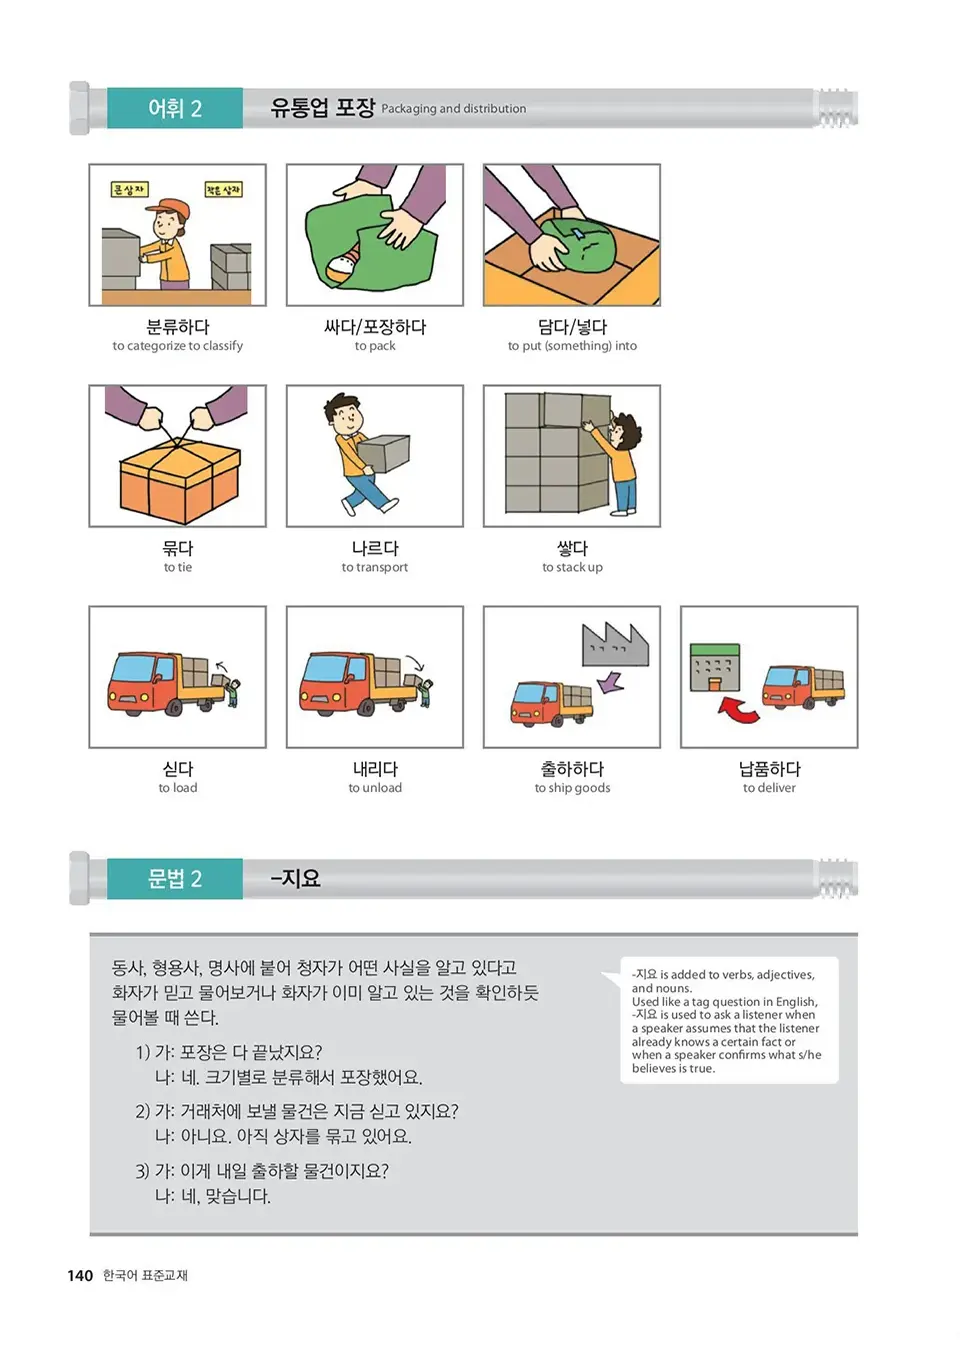 어휘 2
유통업 포장 Packaging and distribution
큰상자 작은상자
분류하다 싸다/포장하다 담다/넣다
to categorize to classify to pack to put (something) into
묶다 나르다 쌓다
to tie to transport to stack up
싣다 내리다 출하하다 납품하다
to load to unload to ship goods to deliver
문법 2
-지요
동사, 형용사, 명사에 붙어 청자가 어떤 사실을 알고 있다고
화자가 믿고 물어보거나 화자가 이미 알고 있는 것을 확인하듯
물어볼 때 쓴다.
1) 가: 포장은 다 끝났지요?
나: 네. 크기별로 분류해서 포장했어요.
2) 가: 거래처에 보낼 물건은 지금 싣고 있지요?
나: 아니요. 아직 상자를 묶고 있어요.
3) 가: 이게 내일 출하할 물건이지요?
나: 네, 맞습니다.
-지요 is added to verbs, adjectives,
and nouns.
Used like a tag question in English,
-지요 is used to ask a listener when
a speaker assumes that the listener
already knows a certain fact or
when a speaker confirms what s/he
believes is true.
140 한국어 표준교재